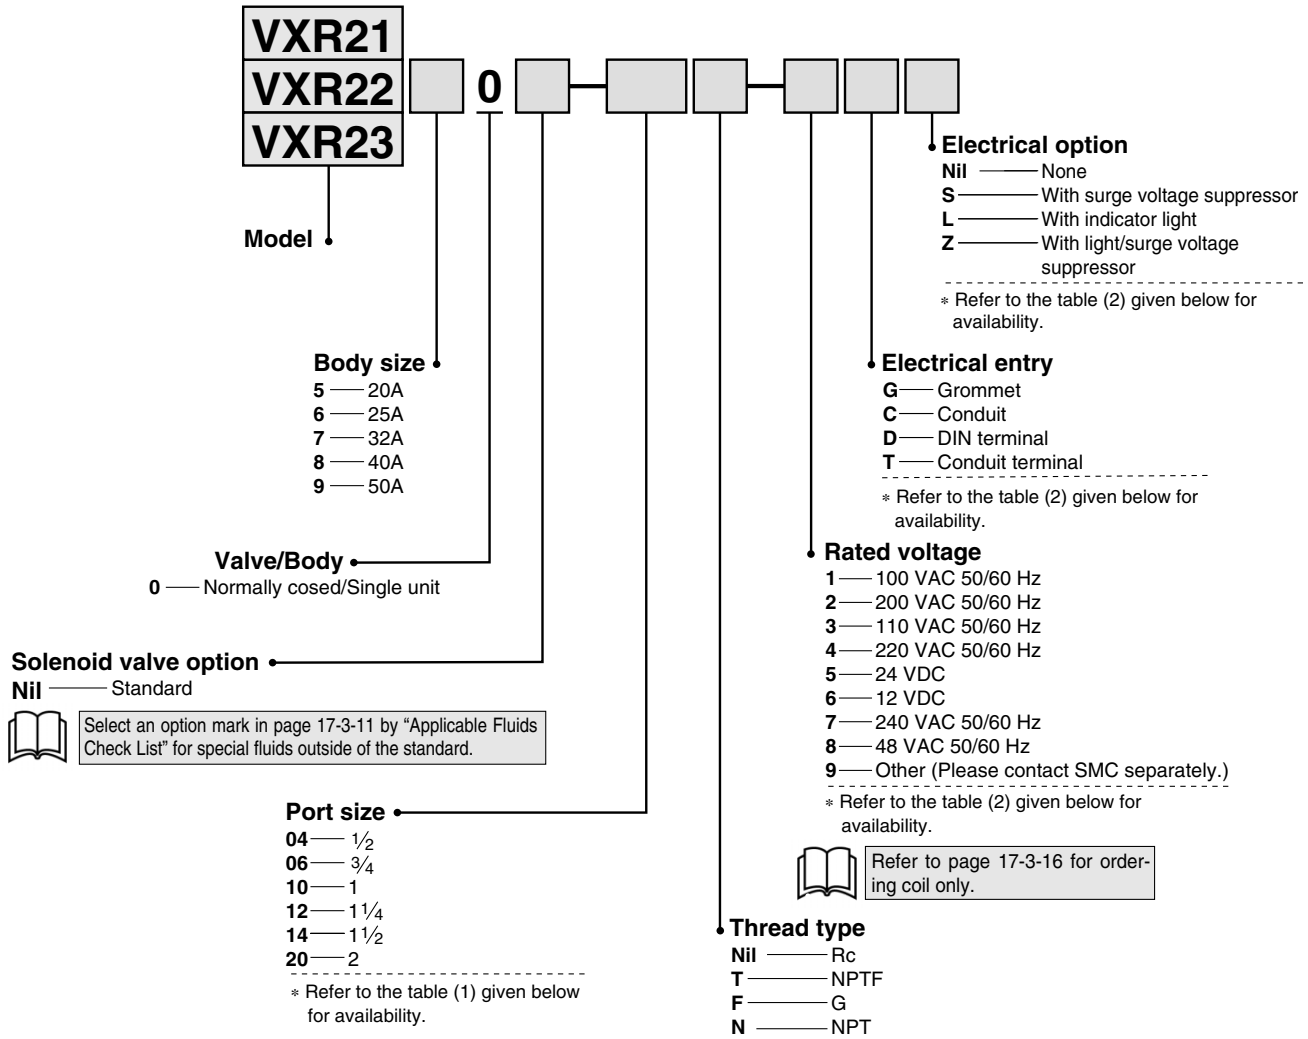 VXR21
VXR22 0
VXR23
Model
Electrical option
Nil None
S With surge voltage suppressor
L With indicator light
Z With light/surge voltage
suppressor
* Refer to the table (2) given below for
availability.
Body size
5 20A
6 25A
7 32A
8 40A
9 50A
Electrical entry
G Grommet
C Conduit
D DIN terminal
T Conduit terminal
* Refer to the table (2) given below for
availability.
Valve/Body
0 Normally cosed/Single unit
Rated voltage
1 100 VAC 50/60 Hz
2 200 VAC 50/60 Hz
3 110 VAC 50/60 Hz
4 220 VAC 50/60 Hz
5 24 VDC
6 12 VDC
7 240 VAC 50/60 Hz
8 48 VAC 50/60 Hz
9 Other (Please contact SMC separately.)
* Refer to the table (2) given below for
availability.
Refer to page 17-3-16 for order-
ing coil only.
Solenoid valve option
Nil Standard
Select an option mark in page 17-3-11 by “Applicable Fluids
Check List” for special fluids outside of the standard.
Port size
04 1/2
06 3/4
10 1
12 1 1/4
14 1 1/2
20 2
* Refer to the table (1) given below
for availability.
Thread type
Nil Rc
T NPTF
F G
N NPT